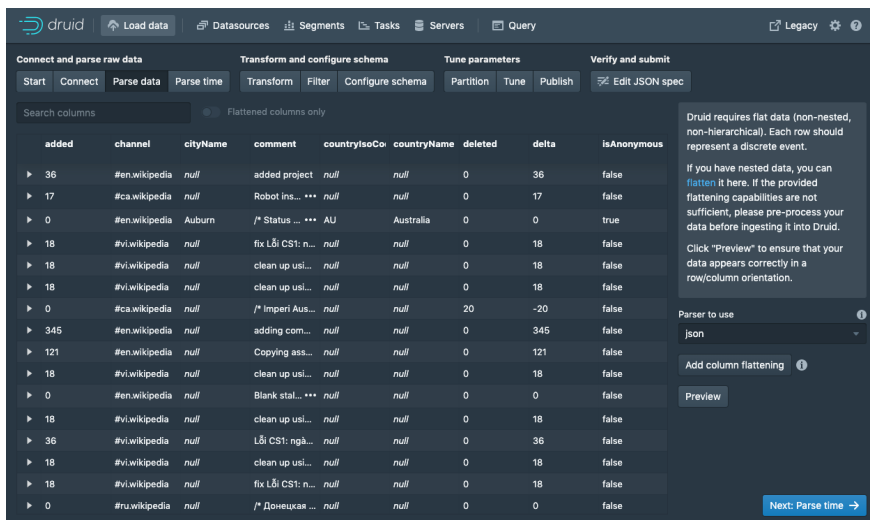 druid Load data Datasources Segments Tasks Servers Query Legacy
Connect and parse raw data Transform and configure schema Tune parameters Verify and submit
Start Connect Parse data Parse time Transform Filter Configure schema Partition Tune Publish Edit JSON spec
Search columns Flattened columns only
added channel cityName comment countryIsoCo countryName deleted delta isAnonymous
36 #en.wikipedia null added project null null 0 36 false
17 #ca.wikipedia null Robot ins... ••• null null 0 17 false
0 #en.wikipedia Auburn /* Status ... ••• AU Australia 0 0 true
18 #vi.wikipedia null fix Lỗi CS1: n... null null 0 18 false
18 #vi.wikipedia null clean up usi... null null 0 18 false
18 #vi.wikipedia null clean up usi... null null 0 18 false
0 #ca.wikipedia null /* Imperi Aus... null null 20 -20 false
345 #en.wikipedia null adding com... null null 0 345 false
121 #en.wikipedia null Copying ass... null null 0 121 false
18 #vi.wikipedia null clean up usi... null null 0 18 false
0 #en.wikipedia null Blank stal... ••• null null 0 0 false
18 #vi.wikipedia null clean up usi... null null 0 18 false
36 #vi.wikipedia null Lỗi CS1: ngà... null null 0 36 false
18 #vi.wikipedia null clean up usi... null null 0 18 false
18 #vi.wikipedia null fix Lỗi CS1: n... null null 0 18 false
0 #ru.wikipedia null /* Донецкая ... null null 0 0 false
Druid requires flat data (non-nested,
non-hierarchical). Each row should
represent a discrete event.
If you have nested data, you can
flatten it here. If the provided
flattening capabilities are not
sufficient, please pre-process your
data before ingesting it into Druid.
Click "Preview" to ensure that your
data appears correctly in a
row/column orientation.
Parser to use
json
Add column flattening
Preview
Next: Parse time →